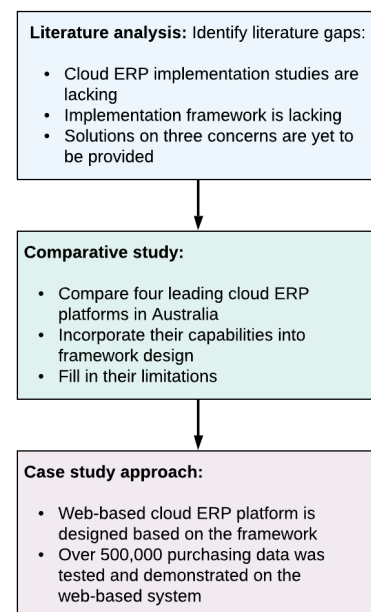 Literature analysis: Identify literature gaps:
• Cloud ERP implementation studies are
lacking
• Implementation framework is lacking
• Solutions on three concerns are yet to
be provided
Comparative study:
• Compare four leading cloud ERP
platforms in Australia
• Incorporate their capabilities into
framework design
• Fill in their limitations
Case study approach:
• Web-based cloud ERP platform is
designed based on the framework
• Over 500,000 purchasing data was
tested and demonstrated on the
web-based system